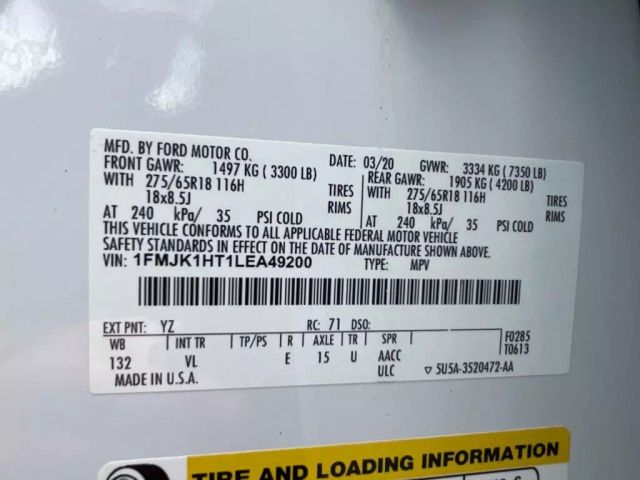 MFD. BY FORD MOTOR CO. DATE: 03/20 GVWR: 3334 KG ( 7350 LB)
FRONT GAWR: 1497 KG ( 3300 LB) REAR GAWR: 1905 KG ( 4200 LB)
WITH 275/65R18 116H TIRES WITH 275/65R18 116H TIRES
18x8.5J RIMS 18x8.5J RIMS
AT 240 kPa/ 35 PSI COLD AT 240 kPa/ 35 PSI COLD
THIS VEHICLE CONFORMS TO ALL APPLICABLE FEDERAL MOTOR VEHICLE
SAFETY STANDARDS IN EFFECT ON THE DATE OF MANUFACTURE SHOWN ABOVE.
VIN: 1FMJK1HT1LEA49200 TYPE: MPV
EXT PNT: YZ RC: 71 DSO: F0285
WB INT TR TP/PS R AXLE TR SPR T0613
132 VL E 15 U AACC
ULC
MADE IN U.S.A. 5U5A-3520472-AA
TIRE AND LOADING INFORMATION